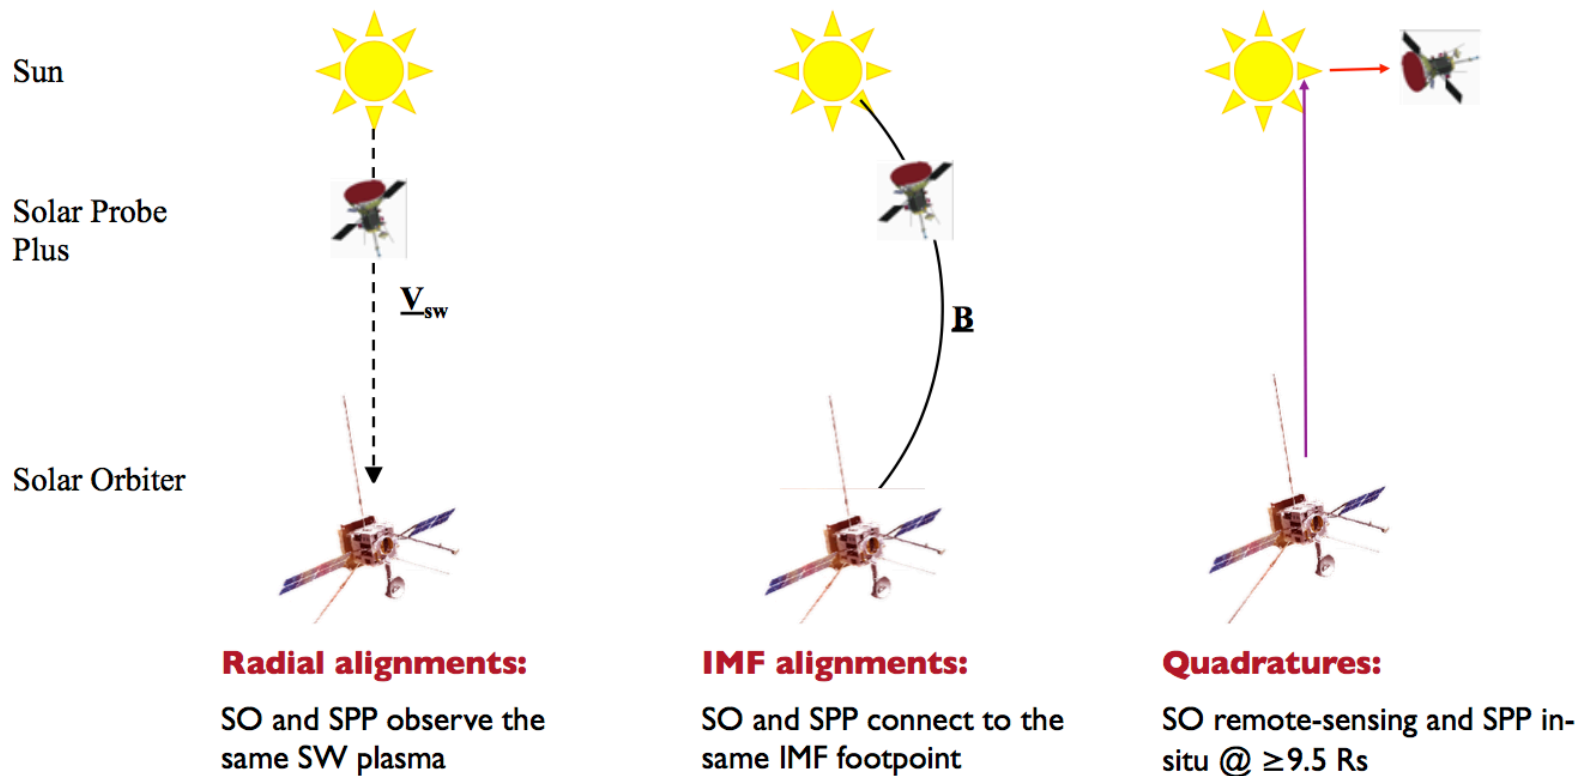 Sun
Solar Probe
Plus
V_sw
B
Solar Orbiter
Radial alignments:
SO and SPP observe the
same SW plasma
IMF alignments:
SO and SPP connect to the
same IMF footpoint
Quadratures:
SO remote-sensing and SPP in-
situ @ ≥9.5 Rs